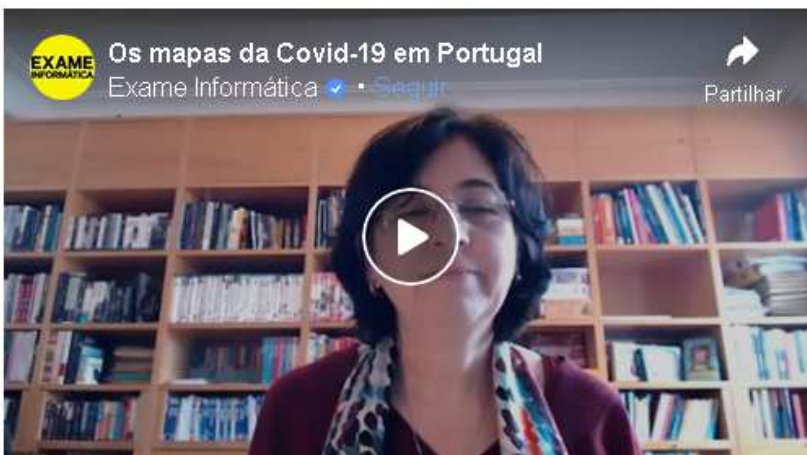 EXAME
INFORMÁTICA
Os mapas da Covid-19 em Portugal
Exame Informática • Seguir
Partilhar